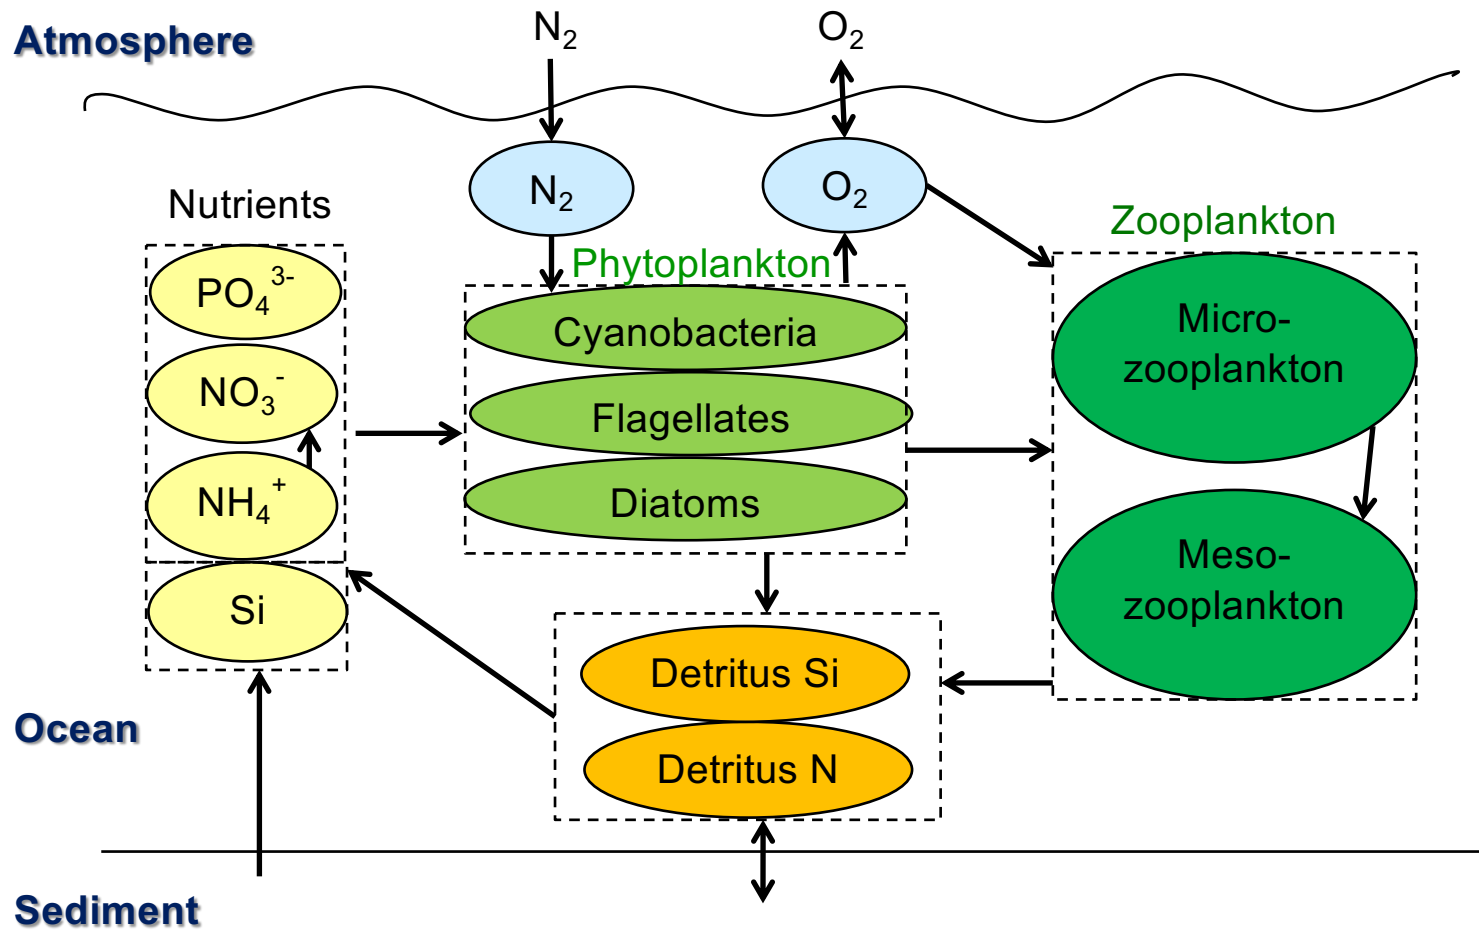 Atmosphere
N₂
O₂
N₂
O₂
Nutrients
Zooplankton
Phytoplankton
PO₄³⁻
NO₃⁻
NH₄⁺
Si
Cyanobacteria
Flagellates
Diatoms
Micro-
zooplankton
Meso-
zooplankton
Detritus Si
Detritus N
Ocean
Sediment